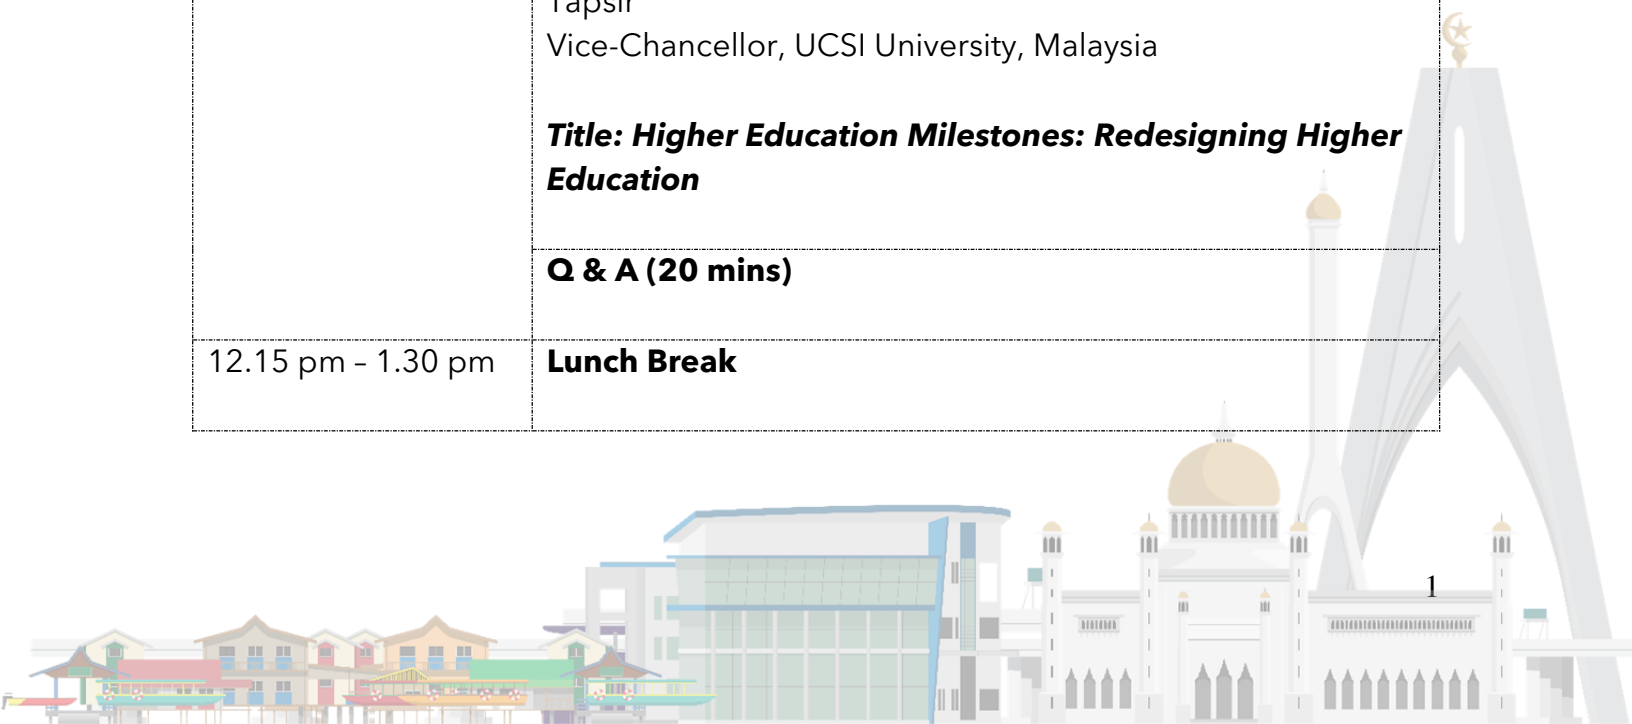 Tapsir
Vice-Chancellor, UCSI University, Malaysia
Title: Higher Education Milestones: Redesigning Higher
Education
Q & A (20 mins)
12.15 pm – 1.30 pm Lunch Break
1